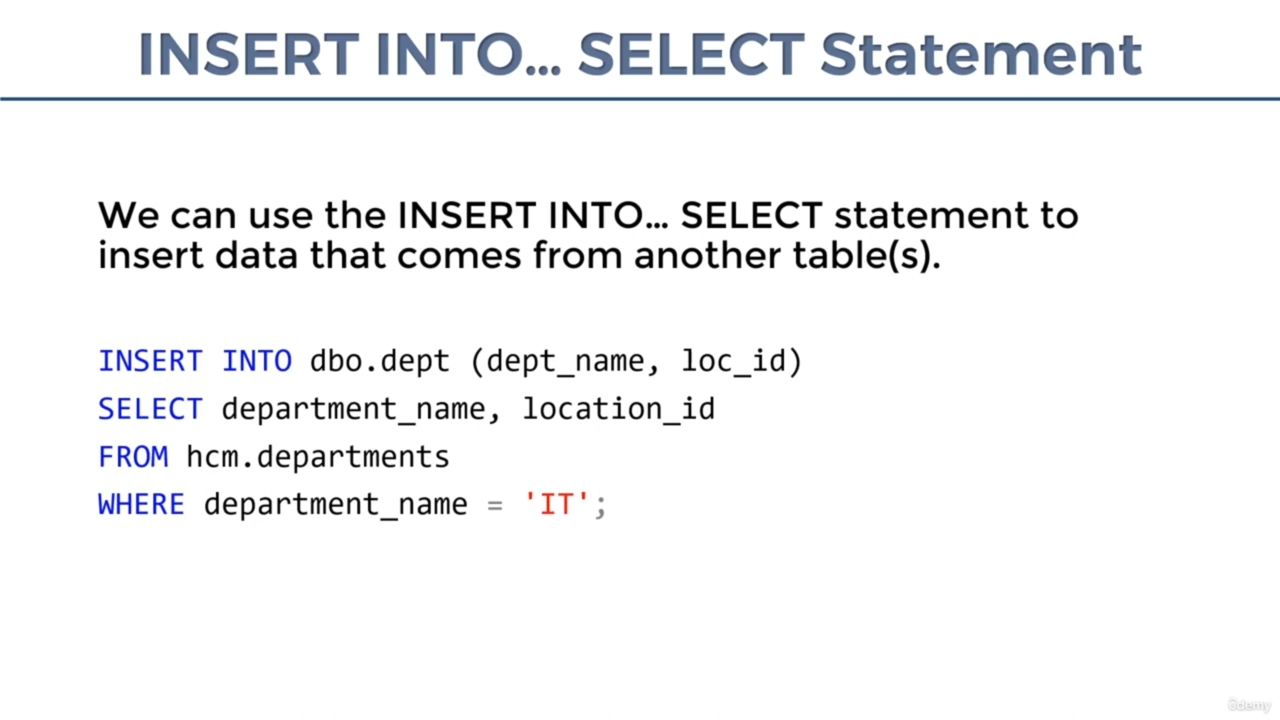 INSERT INTO… SELECT Statement
We can use the INSERT INTO… SELECT statement to
insert data that comes from another table(s).
INSERT INTO dbo.dept (dept_name, loc_id)
SELECT department_name, location_id
FROM hcm.departments
WHERE department_name = 'IT';
ûdemy